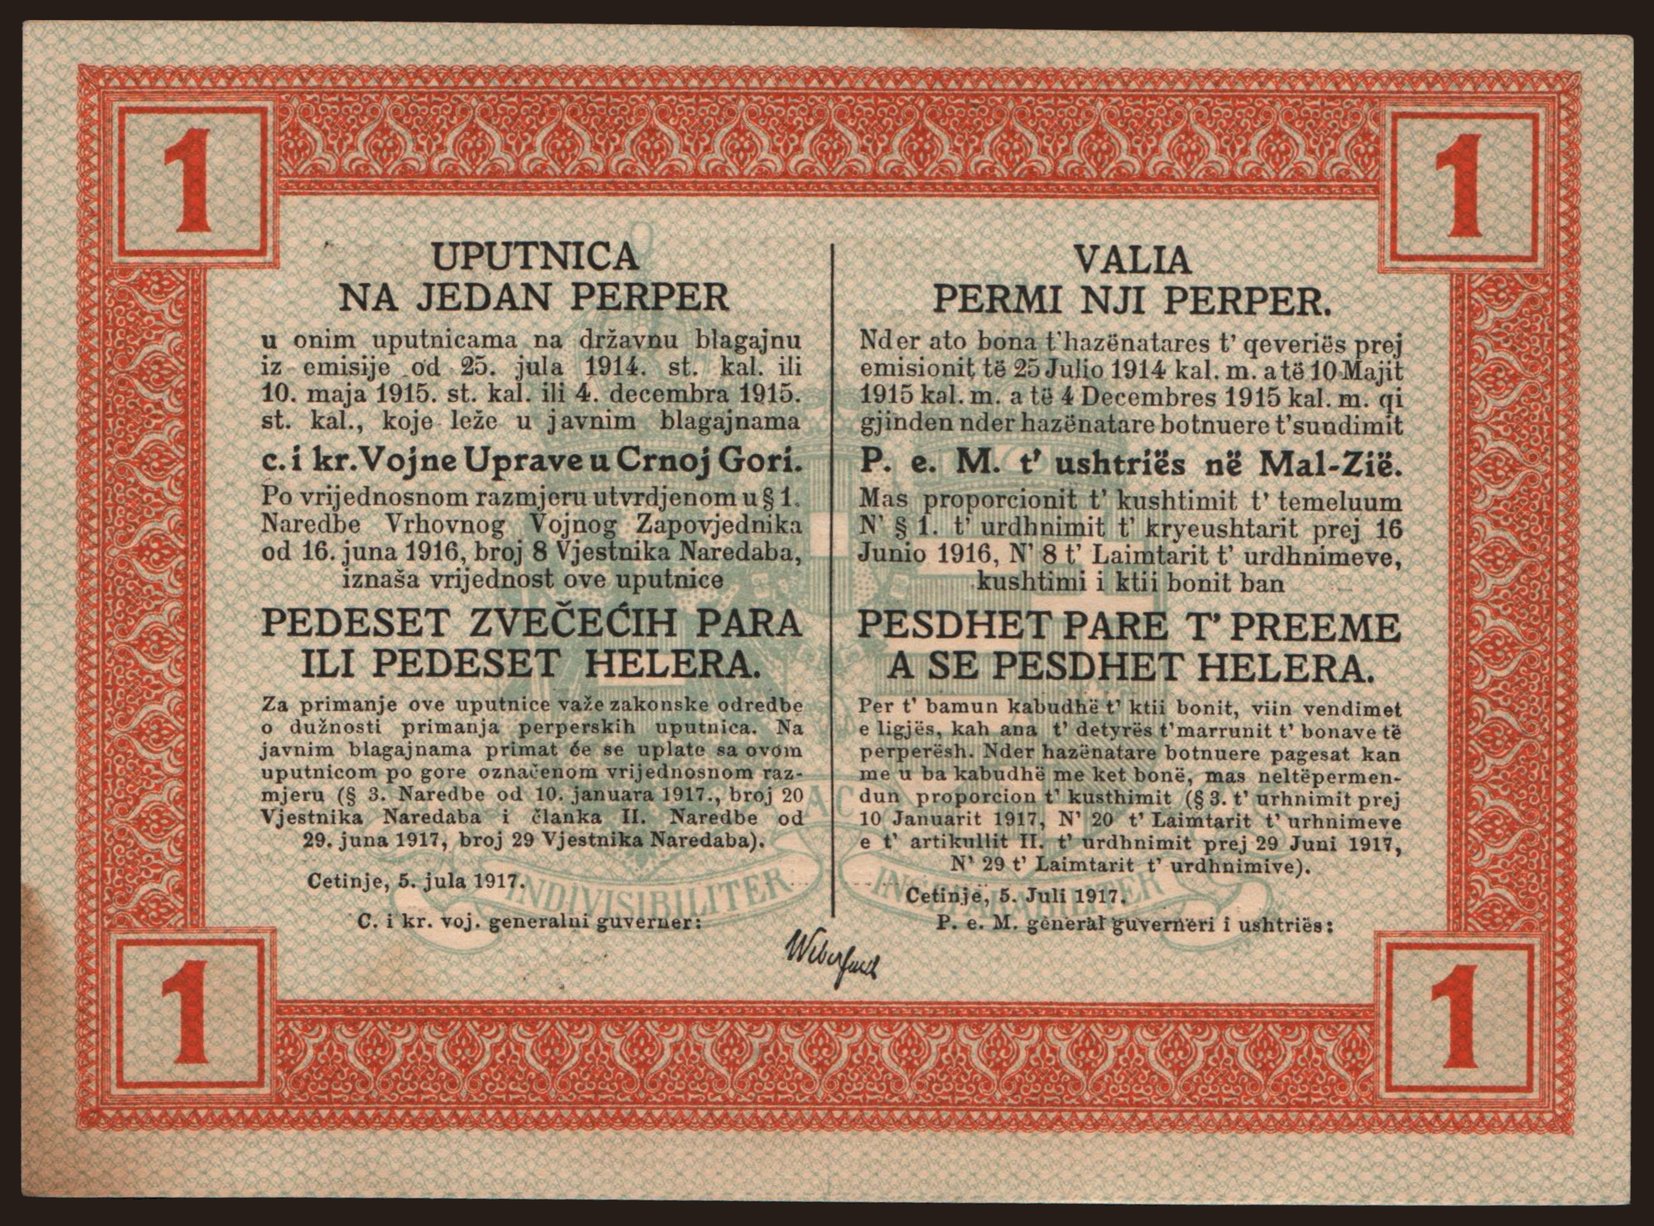 1
1
UPUTNICA
NA JEDAN PERPER
u onim uputnicama na državnu blagajnu
iz emisije od 25. jula 1914. st. kal. ili
10. maja 1915. st. kal. ili 4. decembra 1915.
st. kal., koje leže u javnim blagajnama
c. i kr. Vojne Uprave u Crnoj Gori.
Po vrijednosnom razmjeru utvrdjenom u § 1.
Naredbe Vrhovnog Vojnog Zapovjednika
od 16. juna 1916, broj 8 Vjestnika Naredaba,
iznaša vrijednost ove uputnice
PEDESET ZVEČEĆIH PARA
ILI PEDESET HELERA.
Za primanje ove uputnice važe zakonske odredbe
o dužnosti primanja perperskih uputnica. Na
javnim blagajnama primat će se uplate sa ovom
uputnicom po gore označenom vrijednosnom raz-
mjeru (§ 3. Naredbe od 10. januara 1917., broj 20
Vjestnika Naredaba i članka II. Naredbe od
29. juna 1917, broj 29 Vjestnika Naredaba).
Cetinje, 5. jula 1917.
C. i kr. voj. generalni guverner:
VALIA
PERMI NJI PERPER.
Nder ato bona t'hazënatares t' qeveriës prej
emisionit të 25 Julio 1914 kal. m. a të 10 Majit
1915 kal. m. a të 4 Decembres 1915 kal. m. qi
gjinden nder hazënatare botnuere t'sundimit
P. e. M. t' ushtriës në Mal-Zië.
Mas proporcionit t' kushtimit t' temeluum
N' § 1. t' urdhnimit t' kryeushtarit prej 16
Junio 1916, N' 8 t' Laimtarit t' urdhnimeve,
kushtimi i ktii bonit ban
PESDHET PARE T' PREEME
A SE PESDHET HELERA.
Per t' bamun kabudhë t' ktii bonit, viin vendimet
e ligjës, kah ana t' detyrës t'marrunit t' bonave të
perperësh. Nder hazënatare botnuere pagesat kan
me u ba kabudhë me ket bonë, mas neltëpermen-
dun proporcion t' kusthimit (§ 3. t' urhnimit prej
10 Januarit 1917, N' 20 t' Laimtarit t' urhnimeve
e t' artikullit II. t' urdhnimit prej 29 Juni 1917,
N' 29 t' Laimtarit t' urdhnimive).
Cetinje, 5. Juli 1917.
P. e. M. general guverneri i ushtriës:
INDIVISIBILITER
1
1